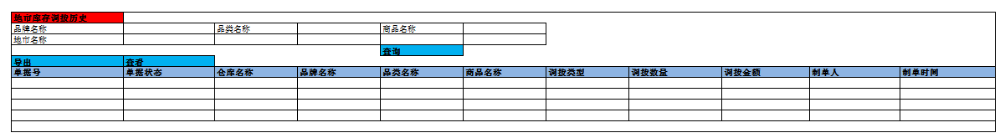 地市库存调拨历史
品牌名称 品类名称 商品名称
地市名称
查询
导出 查看
单据号 单据状态 仓库名称 品牌名称 品类名称 商品名称 调拨类型 调拨数量 调拨金额 制单人 制单时间